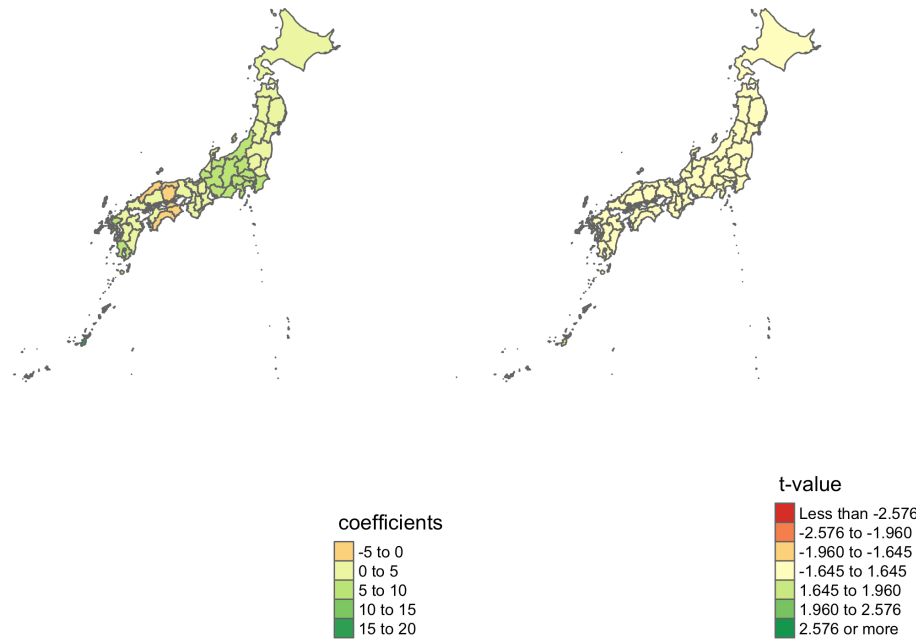 coefficients
-5 to 0
0 to 5
5 to 10
10 to 15
15 to 20
t-value
Less than -2.576
-2.576 to -1.960
-1.960 to -1.645
-1.645 to 1.645
1.645 to 1.960
1.960 to 2.576
2.576 or more